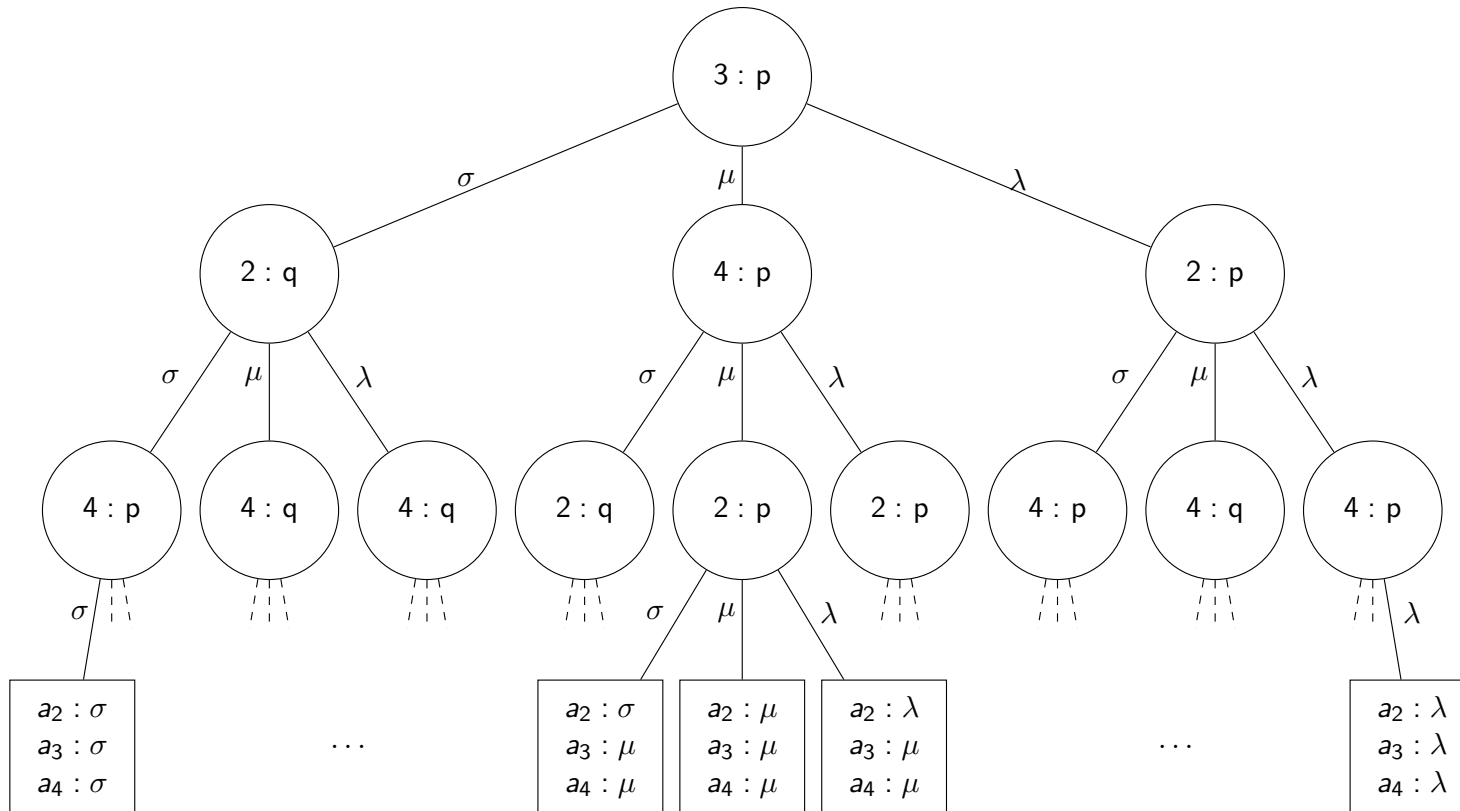 3 : p
σ
μ
λ
2 : q
4 : p
2 : p
σ
μ
λ
σ
μ
λ
σ
μ
λ
4 : p
4 : q
4 : q
2 : q
2 : p
2 : p
4 : p
4 : q
4 : p
σ
σ
μ
λ
λ
a₂ : σ
a₃ : σ
a₄ : σ
...
a₂ : σ
a₃ : μ
a₄ : μ
a₂ : μ
a₃ : μ
a₄ : μ
a₂ : λ
a₃ : μ
a₄ : μ
...
a₂ : λ
a₃ : λ
a₄ : λ